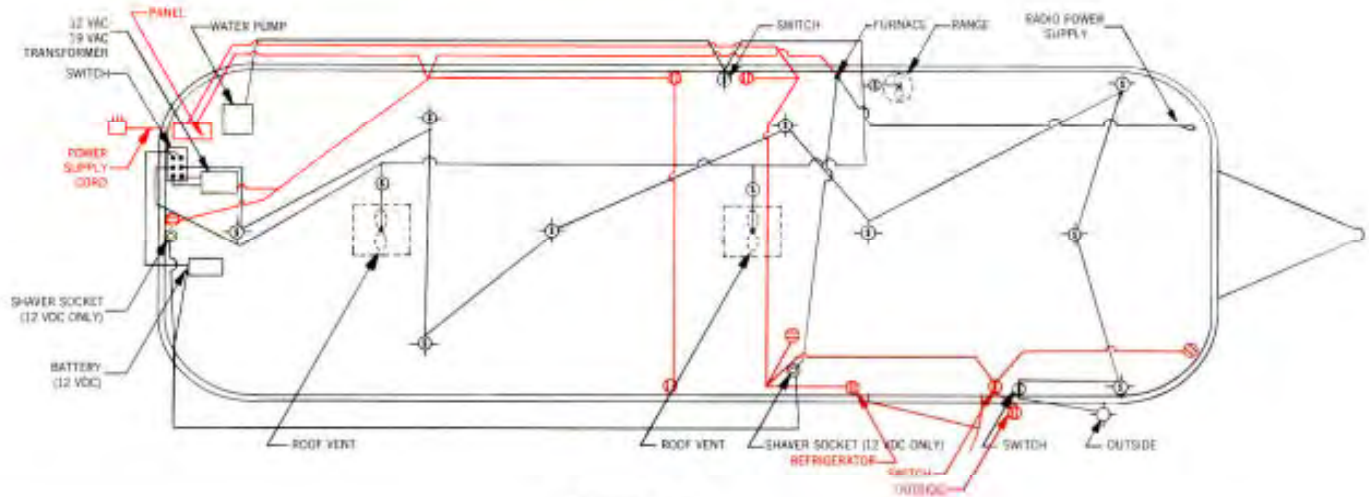 12 VAC
19 VAC
TRANSFORMER
SWITCH
PANEL
WATER PUMP
SWITCH
FURNACE
RANGE
RADIO POWER
SUPPLY
POWER
SUPPLY
CORD
SHAVER SOCKET
(12 VDC ONLY)
BATTERY
(12 VDC)
ROOF VENT
ROOF VENT
SHAVER SOCKET (12 VDC ONLY)
REFRIGERATOR
SWITCH
OUTSIDE
SWITCH
OUTSIDE